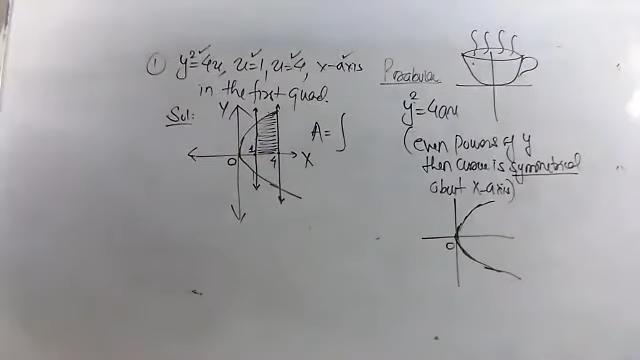 ① y²=4x, x=1, x=4, x-axis
in the first quad.
Sol:
Y
A = ∫
O
1
4
X
Parabola
y²=4ax
(even powers of y
then curve is symmetrical
about x-axis)
O